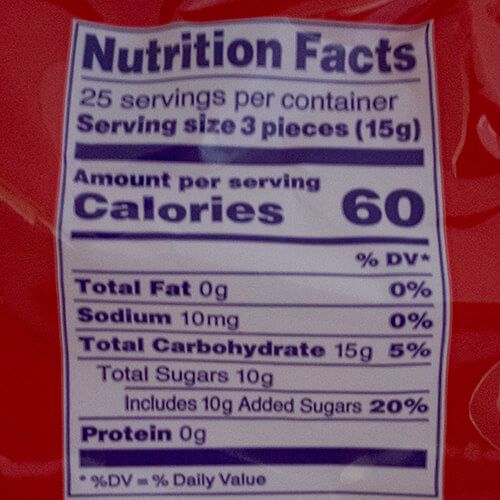 Nutrition Facts
25 servings per container
Serving size 3 pieces (15g)
Amount per serving
Calories 60
% DV*
Total Fat 0g 0%
Sodium 10mg 0%
Total Carbohydrate 15g 5%
Total Sugars 10g
Includes 10g Added Sugars 20%
Protein 0g
* %DV = % Daily Value